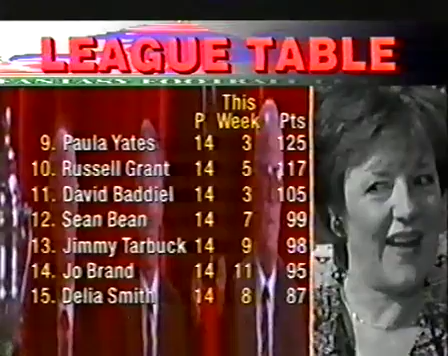 LEAGUE TABLE
FANTASY FOOTBALL
This
P Week Pts
9. Paula Yates 14 3 125
10. Russell Grant 14 5 117
11. David Baddiel 14 3 105
12. Sean Bean 14 7 99
13. Jimmy Tarbuck 14 9 98
14. Jo Brand 14 11 95
15. Delia Smith 14 8 87